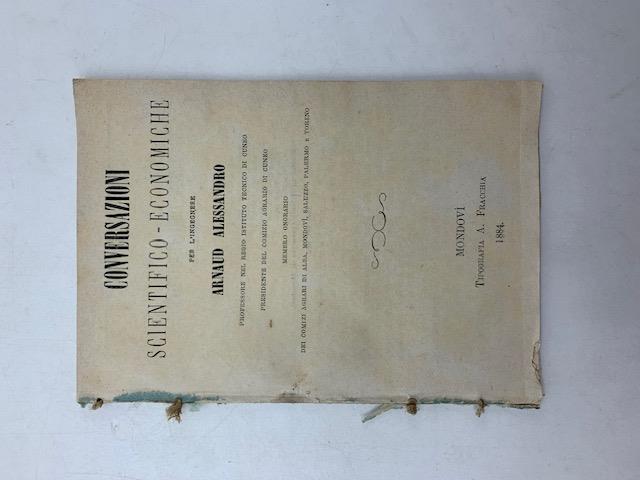 CONVERSAZIONI
SCIENTIFICO - ECONOMICHE
PER L'INGEGNERE
ARNAUD ALESSANDRO
PROFESSORE NEL REGIO ISTITUTO TECNICO DI CUNEO
PRESIDENTE DEL COMIZIO AGRARIO DI CUNEO
MEMBRO ONORARIO
DEI COMIZI AGRARI DI ALBA, MONDOVÌ, SALUZZO, PALERMO E TORINO
MONDOVÌ
TIPOGRAFIA A. FRACCHIA
1884.